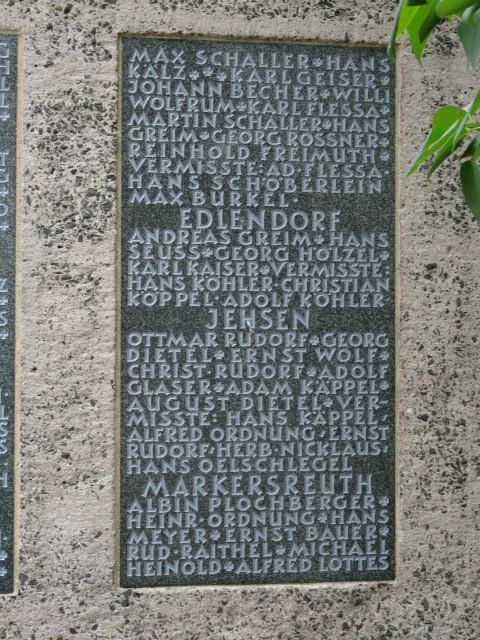 MAX SCHALLER * HANS
KÄLZ * * KARL GEISER *
JOHANN BECHER * WILLI
WOLFRUM * KARL FLESSA
MARTIN SCHALLER * HANS
GREIM * GEORG ROSSNER *
REINHOLD FREIMUTH *
VERMISSTE: AD. FLESSA
HANS SCHÖBERLEIN
MAX BURKEL
EDLENDORF
ANDREAS GREIM * HANS
SEUSS * GEORG HÖLZEL *
KARL KAISER * VERMISSTE:
HANS KÖHLER * CHRISTIAN
KÖPPEL * ADOLF KÖHLER
JEHSEN
OTTMAR RUDORF * GEORG
DIETEL * ERNST WOLF *
CHRIST. RUDORF * ADOLF
GLASER * ADAM KÄPPEL *
AUGUST DIETEL * VER
MISSTE: HANS KÄPPEL *
ALFRED ORDNUNG * ERNST
RUDORF * HERB. NICKLAUS *
HANS OELSCHLEGEL
MARKERSREUTH
ALBIN PLOCHBERGER *
HEINR. ORDNUNG * HANS
MEYER * ERNST BAUER *
RUD. RAITHEL * MICHAEL
HEINOLD * ALFRED LOTTES